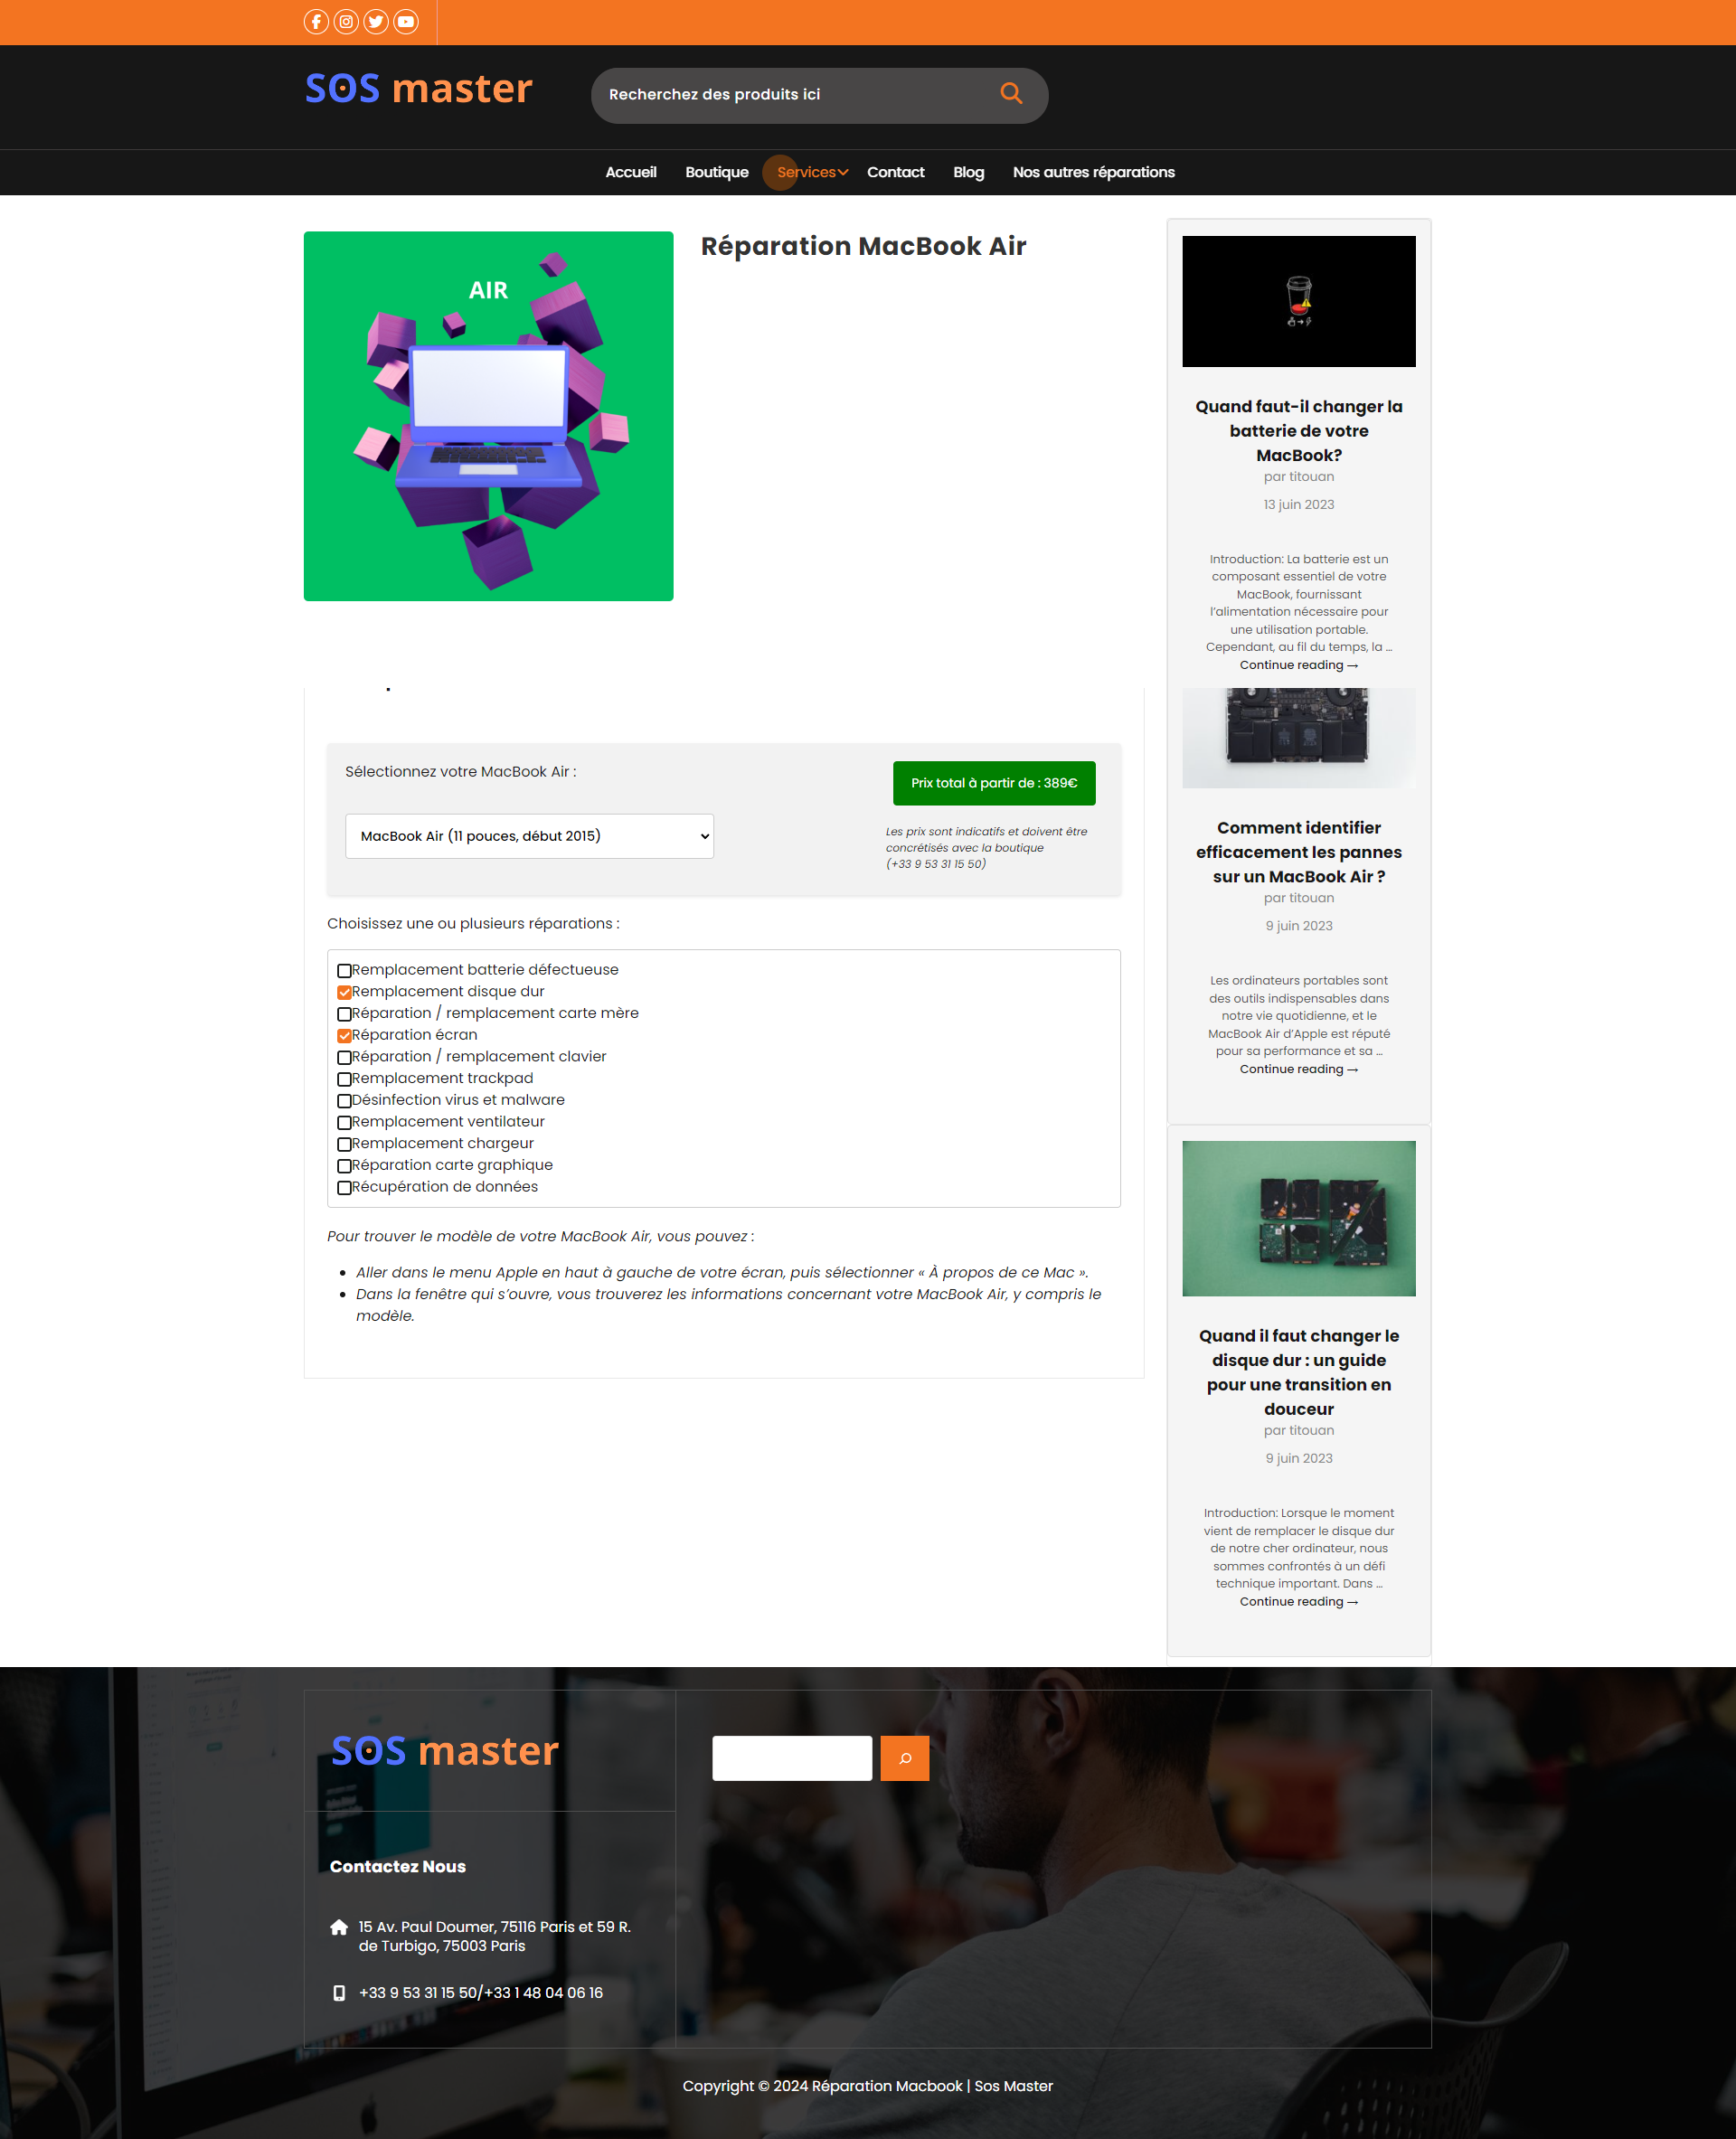 SOS master
Recherchez des produits ici
Accueil Boutique Services Contact Blog Nos autres réparations
AIR
Réparation MacBook Air
Sélectionnez votre MacBook Air :
MacBook Air (11 pouces, début 2015)
Prix total à partir de : 389€
Les prix sont indicatifs et doivent être
concrétisés avec la boutique
(+33 9 53 31 15 50)
Choisissez une ou plusieurs réparations :
Remplacement batterie défectueuse
Remplacement disque dur
Réparation / remplacement carte mère
Réparation écran
Réparation / remplacement clavier
Remplacement trackpad
Désinfection virus et malware
Remplacement ventilateur
Remplacement chargeur
Réparation carte graphique
Récupération de données
Pour trouver le modèle de votre MacBook Air, vous pouvez :
Aller dans le menu Apple en haut à gauche de votre écran, puis sélectionner « À propos de ce Mac ».
Dans la fenêtre qui s’ouvre, vous trouverez les informations concernant votre MacBook Air, y compris le
modèle.
Quand faut-il changer la
batterie de votre
MacBook?
par titouan
13 juin 2023
Introduction: La batterie est un
composant essentiel de votre
MacBook, fournissant
l’alimentation nécessaire pour
une utilisation portable.
Cependant, au fil du temps, la …
Continue reading →
Comment identifier
efficacement les pannes
sur un MacBook Air ?
par titouan
9 juin 2023
Les ordinateurs portables sont
des outils indispensables dans
notre vie quotidienne, et le
MacBook Air d’Apple est réputé
pour sa performance et sa …
Continue reading →
Quand il faut changer le
disque dur : un guide
pour une transition en
douceur
par titouan
9 juin 2023
Introduction: Lorsque le moment
vient de remplacer le disque dur
de notre cher ordinateur, nous
sommes confrontés à un défi
technique important. Dans …
Continue reading →
SOS master
Contactez Nous
15 Av. Paul Doumer, 75116 Paris et 59 R.
de Turbigo, 75003 Paris
+33 9 53 31 15 50/+33 1 48 04 06 16
Copyright © 2024 Réparation Macbook | Sos Master